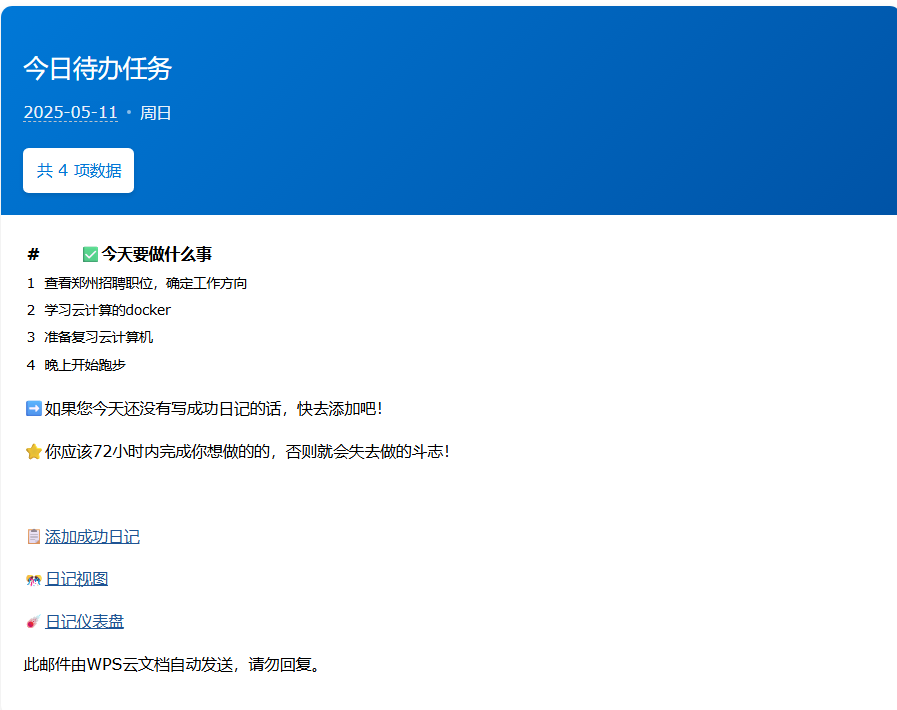 今日待办任务
2025-05-11 • 周日
共 4 项数据
# ✅今天要做什么事
1 查看郑州招聘职位，确定工作方向
2 学习云计算的docker
3 准备复习云计算机
4 晚上开始跑步
➡️如果您今天还没有写成功日记的话，快去添加吧！
⭐你应该72小时内完成你想做的的，否则就会失去做的斗志！
📋添加成功日记
🎊日记视图
☄️日记仪表盘
此邮件由WPS云文档自动发送，请勿回复。